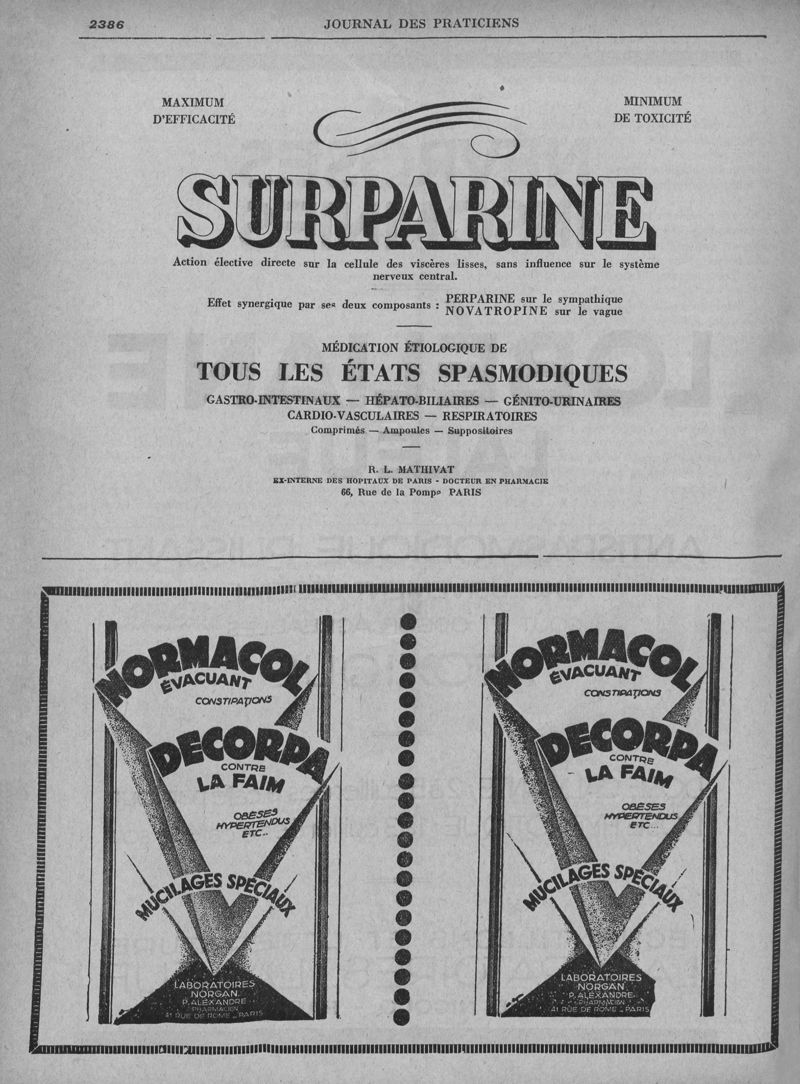 2386
JOURNAL DES PRATICIENS
MAXIMUM
D'EFFICACITÉ
MINIMUM
DE TOXICITÉ
SURPARINE
Action élective directe sur la cellule des viscères lisses, sans influence sur le système
nerveux central.
Effet synergique par ses deux composants :
PERPARINE sur le sympathique
NOVATROPINE sur le vague
MÉDICATION ÉTIOLOGIQUE DE
TOUS LES ÉTATS SPASMODIQUES
GASTRO-INTESTINAUX — HÉPATO-BILIAIRES — GÉNITO-URINAIRES
CARDIO-VASCULAIRES — RESPIRATOIRES
Comprimés — Ampoules — Suppositoires
R. L. MATHIVAT
EX-INTERNE DES HOPITAUX DE PARIS - DOCTEUR EN PHARMACIE
66, Rue de la Pompe PARIS
NORMACOL
ÉVACUANT
CONSTIPATIONS
DECORPA
CONTRE
LA FAIM
OBÈSES
HYPERTENDUS
ETC...
MUCILAGES SPÉCIAUX
LABORATOIRES
NORGAN
P. ALEXANDRE
PHARMACIEN
41 RUE DE ROME _ PARIS
NORMACOL
ÉVACUANT
CONSTIPATIONS
DECORPA
CONTRE
LA FAIM
OBÈSES
HYPERTENDUS
ETC...
MUCILAGES SPÉCIAUX
LABORATOIRES
NORGAN
P. ALEXANDRE
PHARMACIEN
41 RUE DE ROME _ PARIS